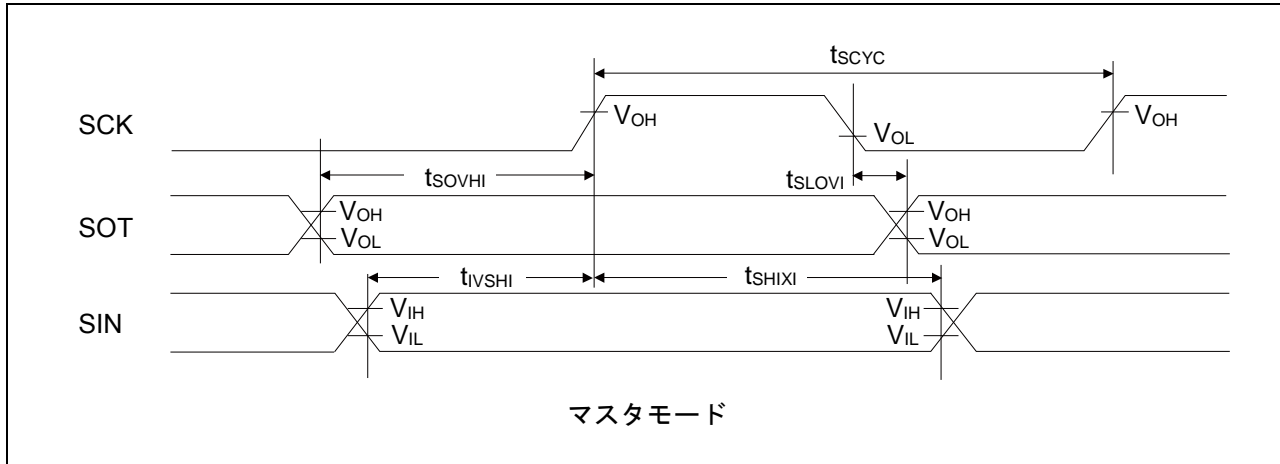 tSCYC
SCK
VOH
VOL
VOH
tSOVHI
tSLOVI
SOT
VOH
VOL
VOH
VOL
tIVSHI
tSHIXI
SIN
VIH
VIL
VIH
VIL
マスタモード